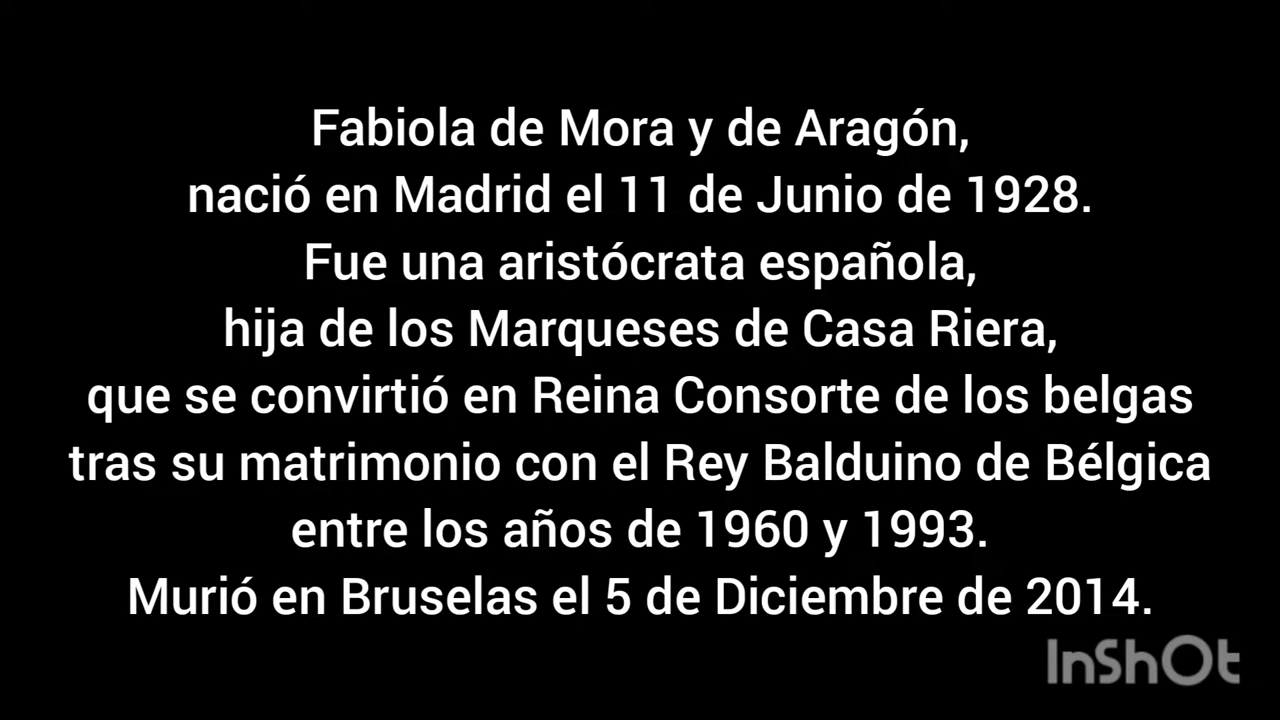 Fabiola de Mora y de Aragón,
nació en Madrid el 11 de Junio de 1928.
Fue una aristócrata española,
hija de los Marqueses de Casa Riera,
que se convirtió en Reina Consorte de los belgas
tras su matrimonio con el Rey Balduino de Bélgica
entre los años de 1960 y 1993.
Murió en Bruselas el 5 de Diciembre de 2014.
InShOt